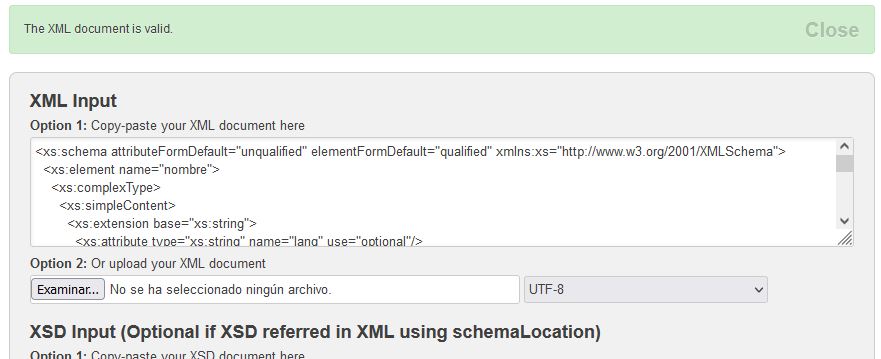 The XML document is valid.
Close
XML Input
Option 1: Copy-paste your XML document here
<xs:schema attributeFormDefault="unqualified" elementFormDefault="qualified" xmlns:xs="http://www.w3.org/2001/XMLSchema">
<xs:element name="nombre">
<xs:complexType>
<xs:simpleContent>
<xs:extension base="xs:string">
<xs:attribute type="xs:string" name="lang" use="optional"/>
Option 2: Or upload your XML document
Examinar... No se ha seleccionado ningún archivo.
UTF-8
XSD Input (Optional if XSD referred in XML using schemaLocation)
Option 1: Copy-paste your XSD document here